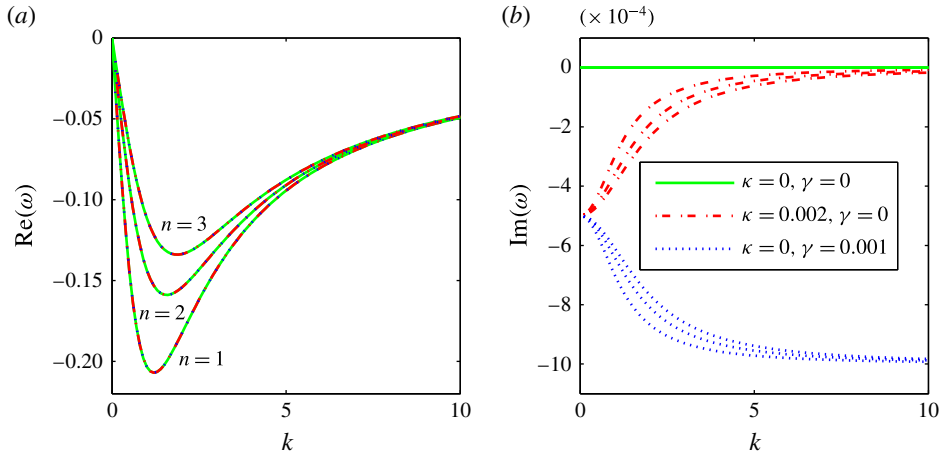 (a)
0
−0.05
−0.10
−0.15
−0.20
Re(ω)
n = 3
n = 2
n = 1
0
5
10
k
(b)
(× 10−4)
0
−2
−4
−6
−8
−10
Im(ω)
κ = 0, γ = 0
κ = 0.002, γ = 0
κ = 0, γ = 0.001
0
5
10
k